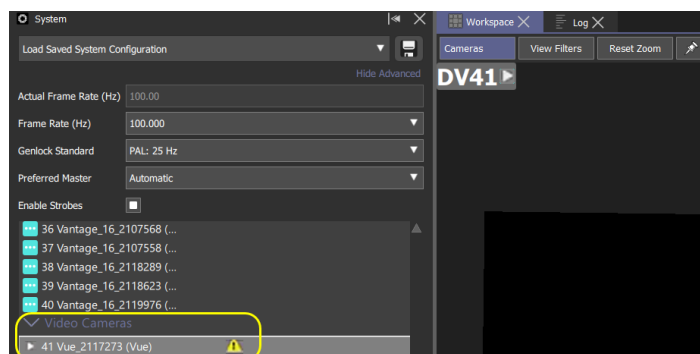 System
Load Saved System Configuration
Hide Advanced
Actual Frame Rate (Hz) 100.00
Frame Rate (Hz) 100.000
Genlock Standard PAL: 25 Hz
Preferred Master Automatic
Enable Strobes
36 Vantage_16_2107568 (...
37 Vantage_16_2107558 (...
38 Vantage_16_2118289 (...
39 Vantage_16_2118623 (...
40 Vantage_16_2119976 (...
Video Cameras
41 Vue_2117273 (Vue)
Workspace Log
Cameras View Filters Reset Zoom
DV41